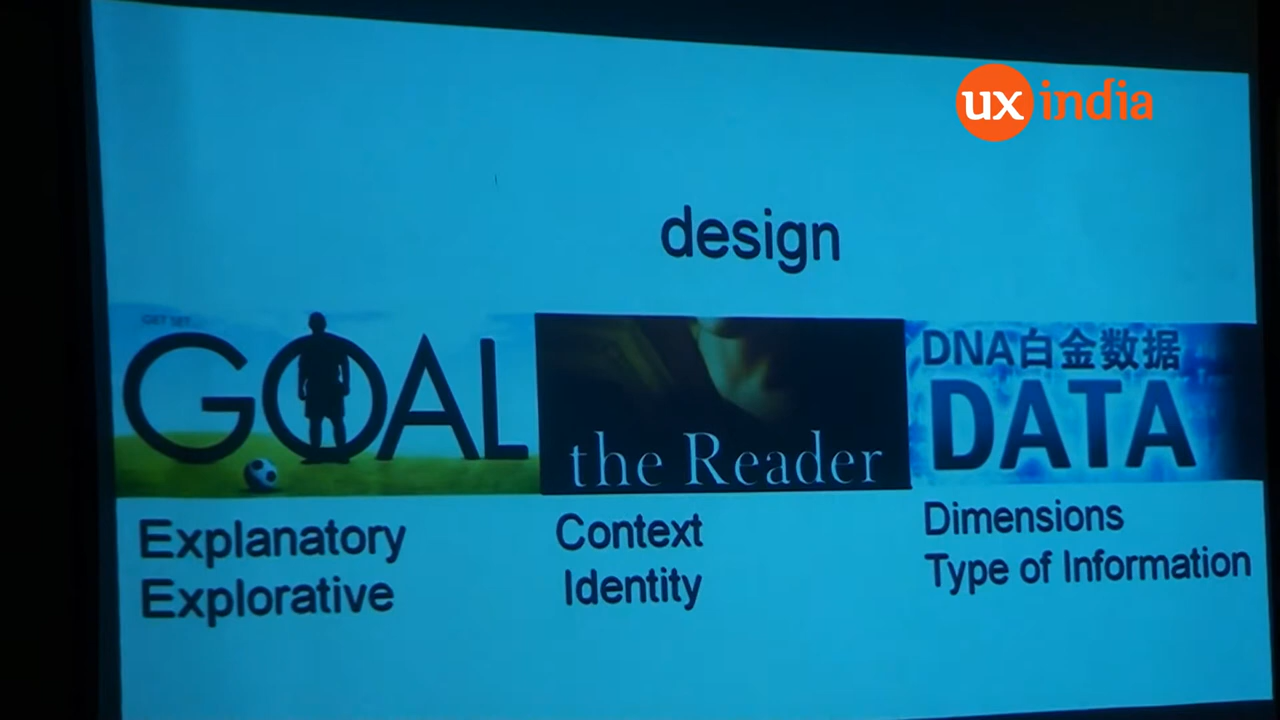 ux india
design
GET SET
GOAL
the Reader
DNA白金数据
DATA
Explanatory
Explorative
Context
Identity
Dimensions
Type of Information